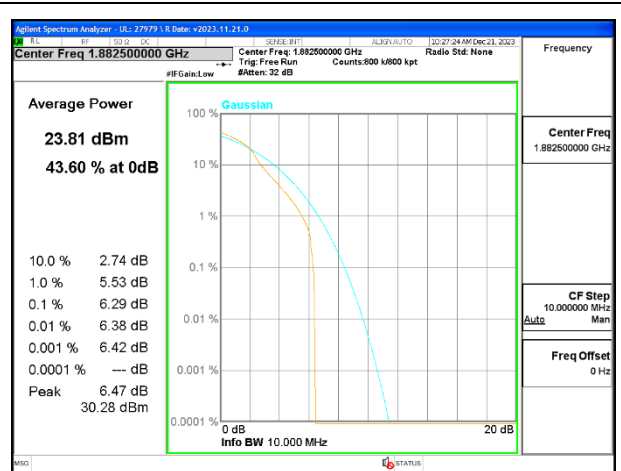 Agilent Spectrum Analyzer - UL: 27979 \ R Date: v2023.11.21.0
RL RF 50 Ω DC SENSE:INT ALIGN AUTO 10:27:24 AM Dec 21, 2023
Center Freq 1.882500000 GHz
Center Freq: 1.882500000 GHz
Radio Std: None
Trig: Free Run Counts:800 k/800 kpt
#IFGain:Low #Atten: 32 dB
Frequency
Average Power
23.81 dBm
43.60 % at 0dB
10.0 % 2.74 dB
1.0 % 5.53 dB
0.1 % 6.29 dB
0.01 % 6.38 dB
0.001 % 6.42 dB
0.0001 % --- dB
Peak 6.47 dB
30.28 dBm
Gaussian
100 %
10 %
1 %
0.1 %
0.01 %
0.001 %
0.0001 %
0 dB 20 dB
Info BW 10.000 MHz
Center Freq
1.882500000 GHz
CF Step
10.000000 MHz
Auto Man
Freq Offset
0 Hz
MSG STATUS